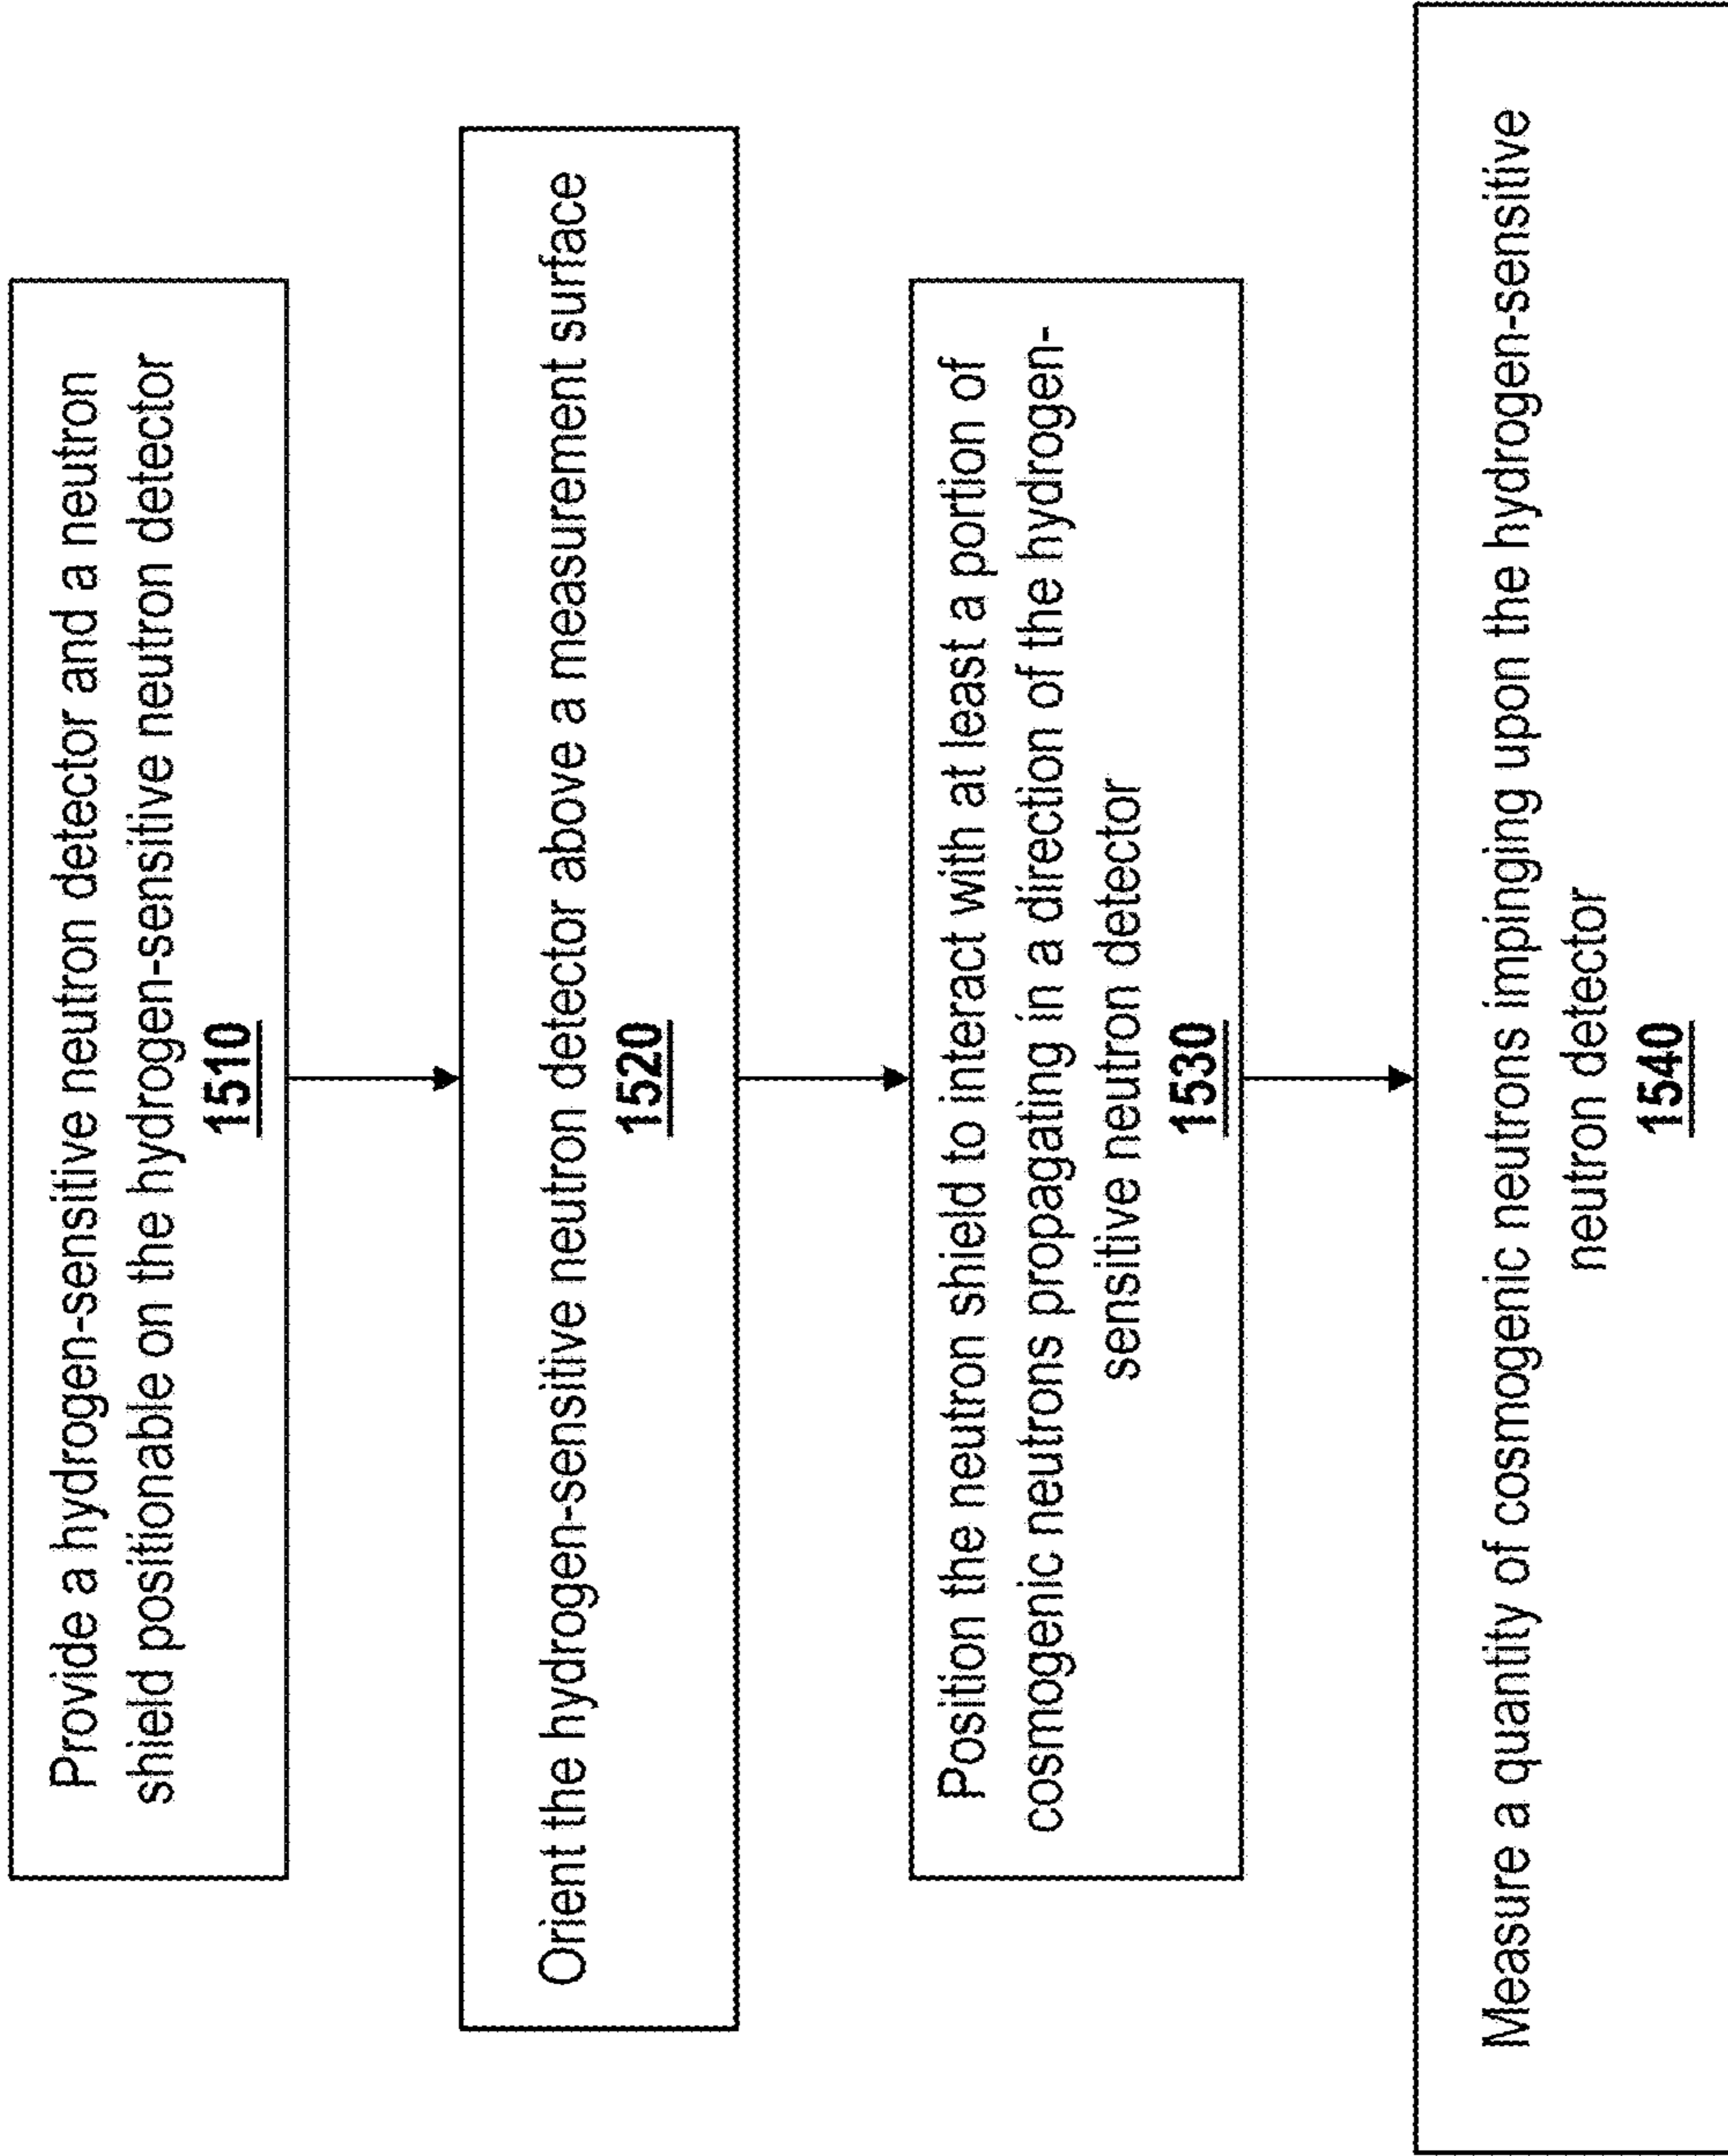 Provide a hydrogen-sensitive neutron detector and a neutron
shield positionable on the hydrogen-sensitive neutron detector
1510
Orient the hydrogen-sensitive neutron detector above a measurement surface
1520
Position the neutron shield to interact with at least a portion of
cosmogenic neutrons propagating in a direction of the hydrogen-
sensitive neutron detector
1530
Measure a quantity of cosmogenic neutrons impinging upon the hydrogen-sensitive
neutron detector
1540